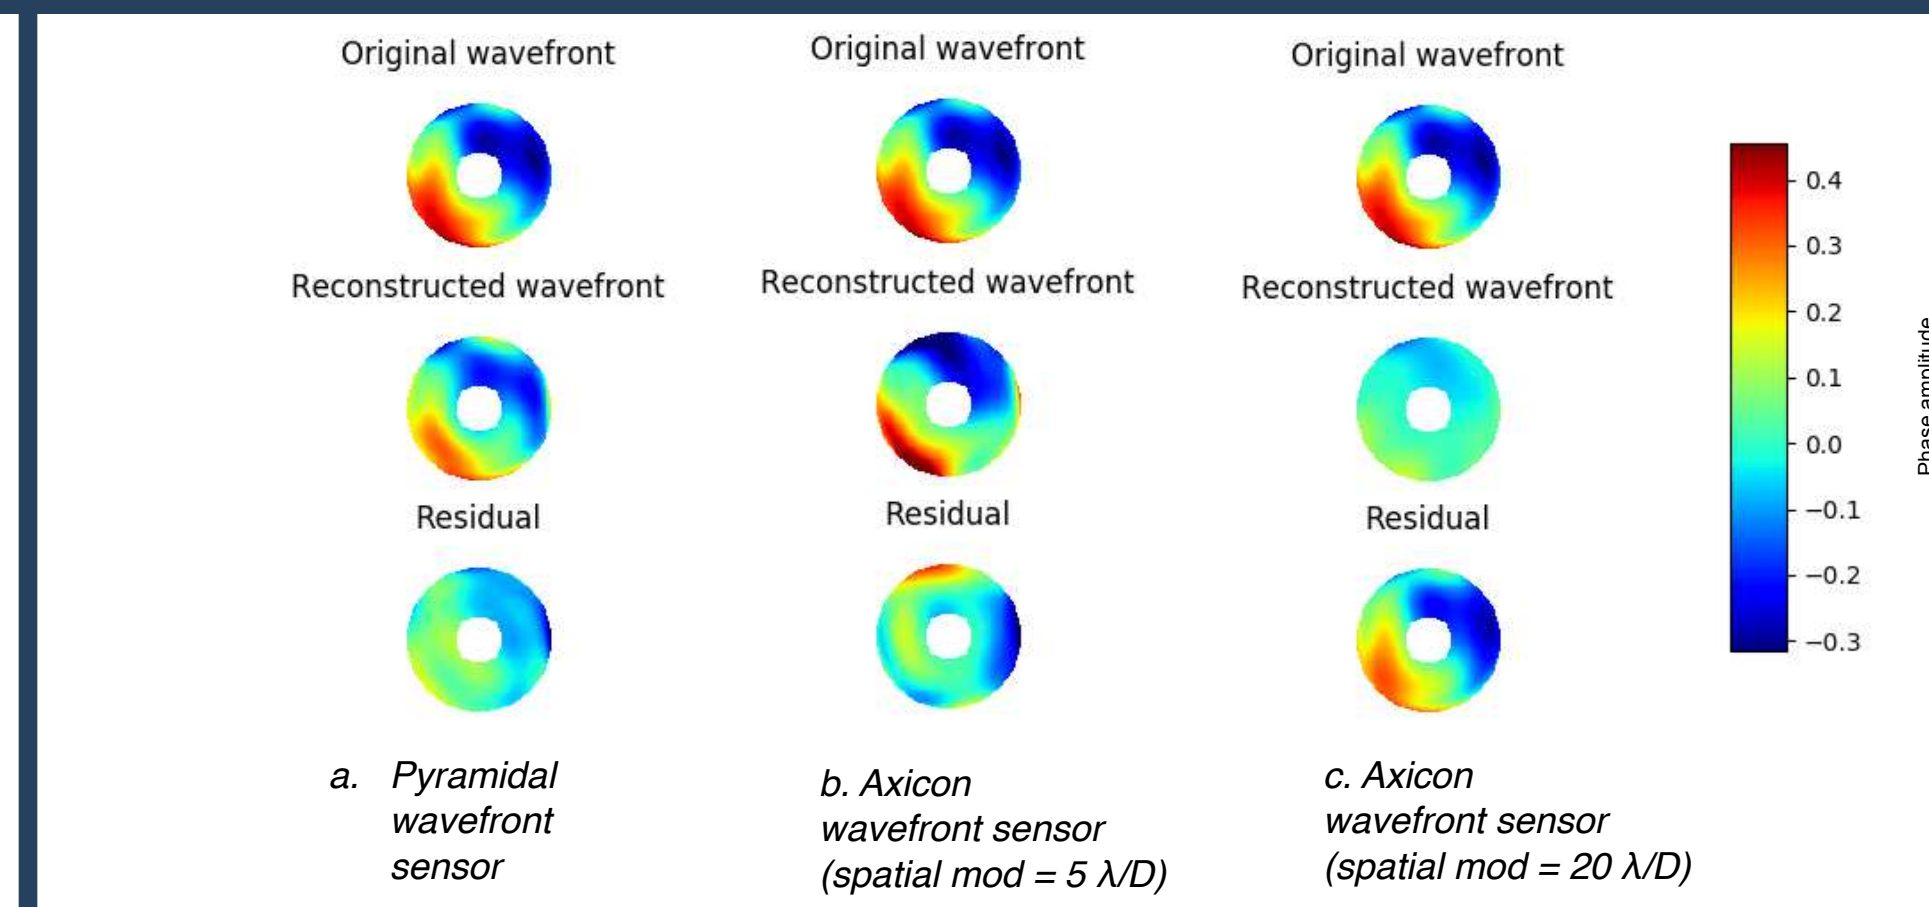 Original wavefront
Original wavefront
Original wavefront
Reconstructed wavefront
Reconstructed wavefront
Reconstructed wavefront
Residual
Residual
Residual
0.4
0.3
0.2
0.1
0.0
−0.1
−0.2
−0.3
Phase amplitude
a. Pyramidal
wavefront
sensor
b. Axicon
wavefront sensor
(spatial mod = 5 λ/D)
c. Axicon
wavefront sensor
(spatial mod = 20 λ/D)